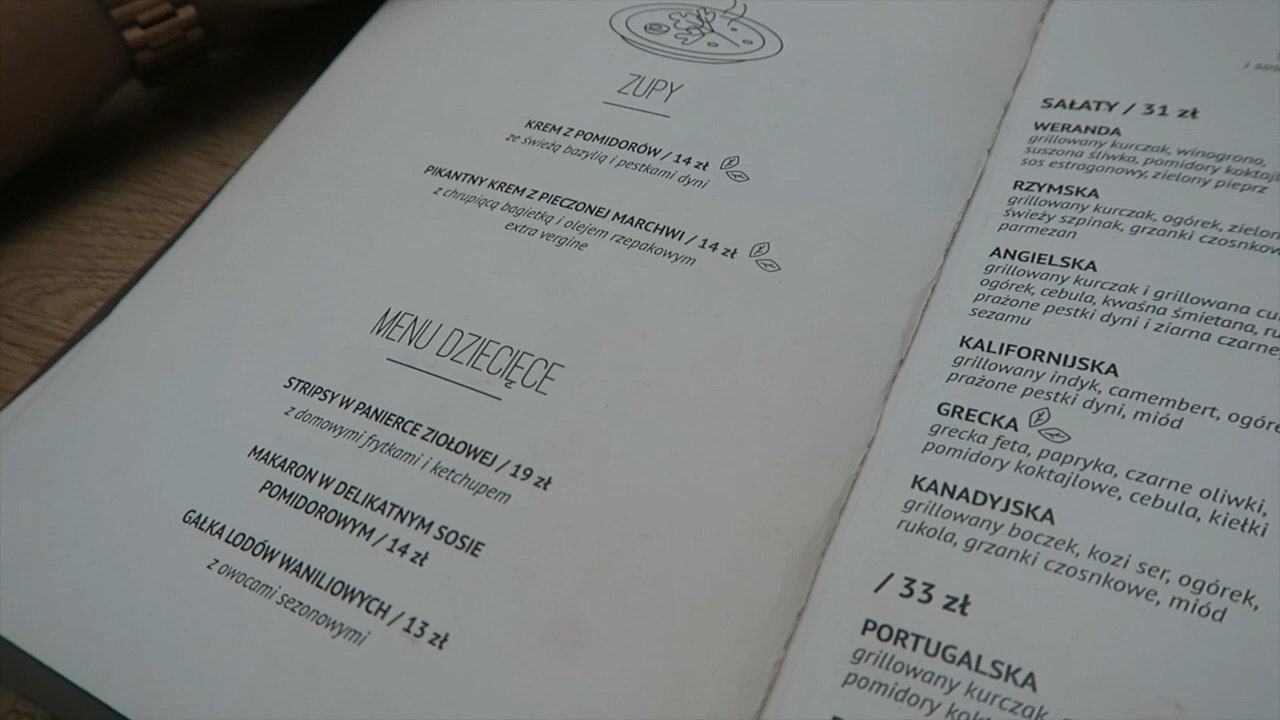 ZUPY
KREM Z POMIDORÓW / 14 zł
ze świeżą bazylią i pestkami dyni
PIKANTNY KREM Z PIECZONEJ MARCHWI / 14 zł
z chrupiącą bagietką i olejem rzepakowym
extra vergine
MENU DZIECIĘCE
STRIPSY W PANIERCE ZIOŁOWEJ / 19 zł
z domowymi frytkami i ketchupem
MAKARON W DELIKATNYM SOSIE
POMIDOROWYM / 14 zł
GAŁKA LODÓW WANILIOWYCH / 13 zł
z owocami sezonowymi
SAŁATY / 31 zł
WERANDA
grillowany kurczak, winogrono,
suszona śliwka, pomidory
sos estragonowy, zielony pieprz
RZYMSKA
grillowany kurczak, ogórek,
świeży szpinak, grzanki
parmezan
ANGIELSKA
grillowany kurczak i grillowana
ogórek, cebula, kwaśna śmietana,
prażone pestki dyni i ziarna
sezamu
KALIFORNIJSKA
grillowany indyk, camembert,
prażone pestki dyni, miód
GRECKA
grecka feta, papryka, czarne oliwki,
pomidory koktajlowe, cebula, kiełki
KANADYJSKA
grillowany boczek, kozi ser, ogórek,
rukola, grzanki czosnkowe, miód
/ 33 zł
PORTUGALSKA
grillowany kurczak,
pomidory